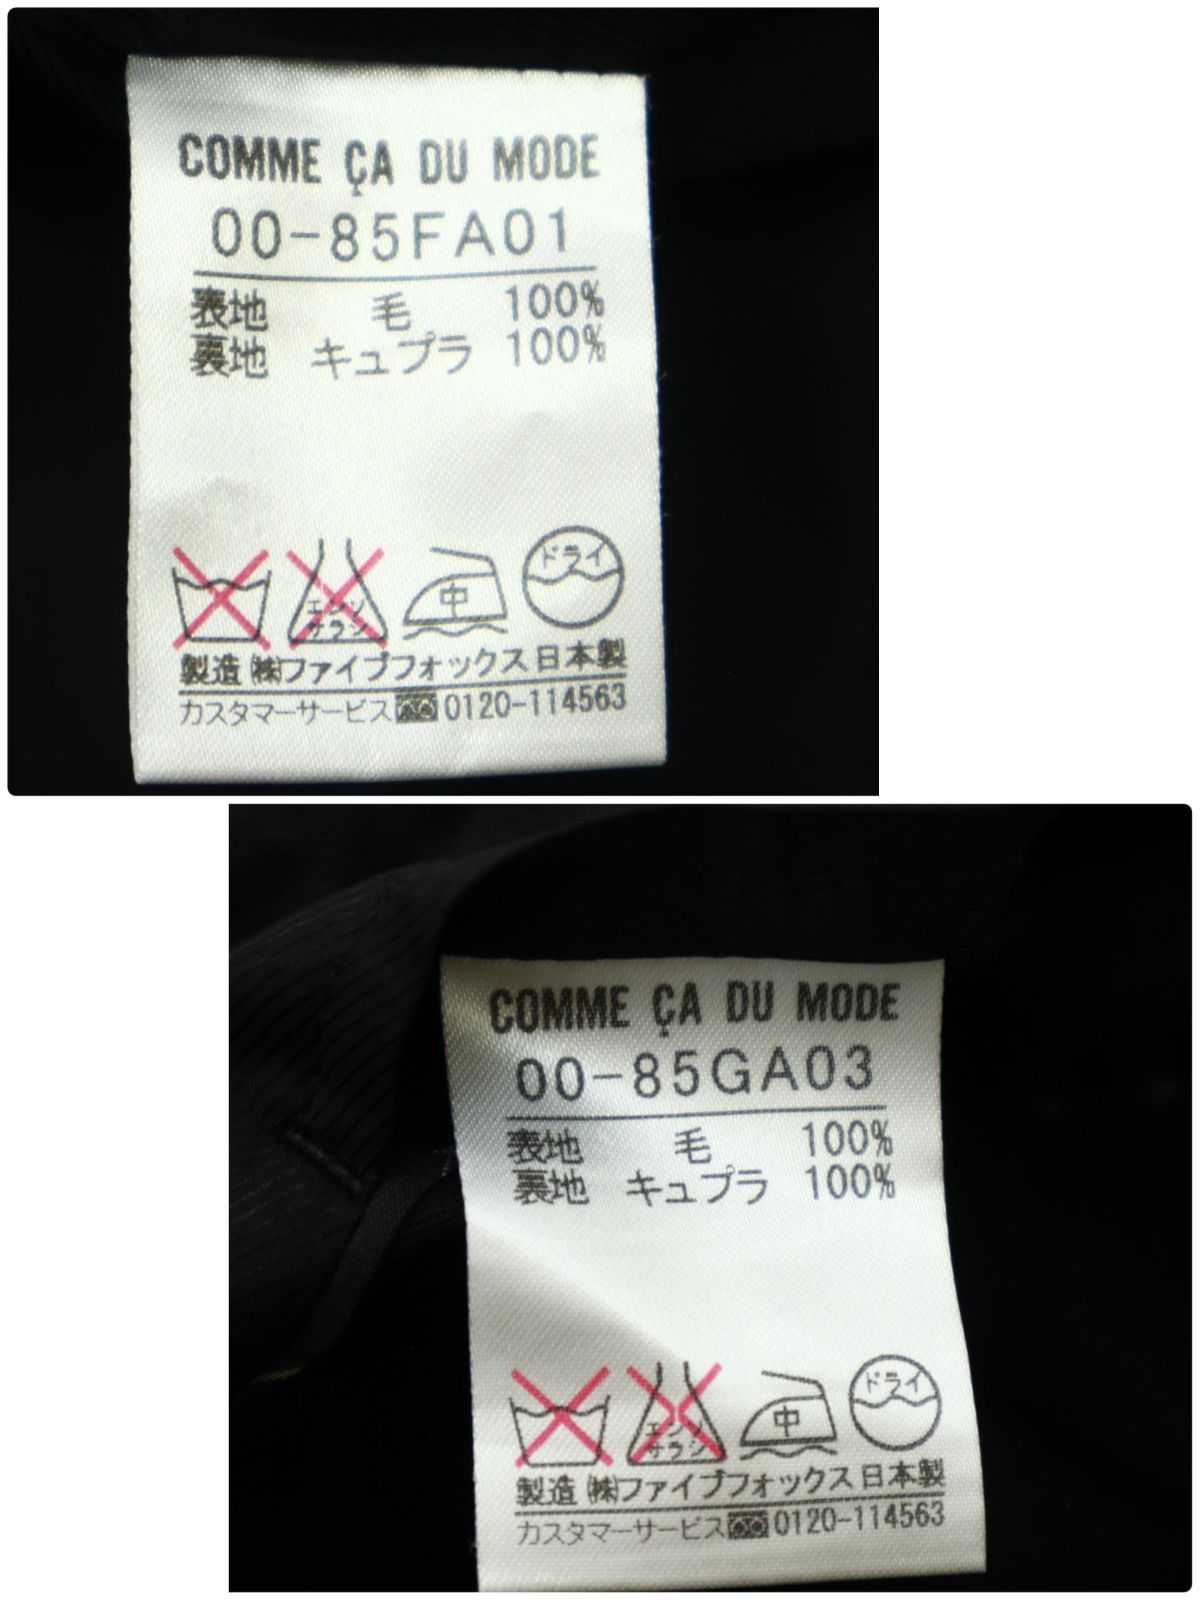 COMME ÇA DU MODE
00-85FA01
表地 毛 100%
裏地 キュプラ 100%
エンソサラシ 中 ドライ
製造 ㈱ファイブフォックス 日本製
カスタマーサービス 0120-114563
COMME ÇA DU MODE
00-85GA03
表地 毛 100%
裏地 キュプラ 100%
エンソサラシ 中 ドライ
製造 ㈱ファイブフォックス 日本製
カスタマーサービス 0120-114563